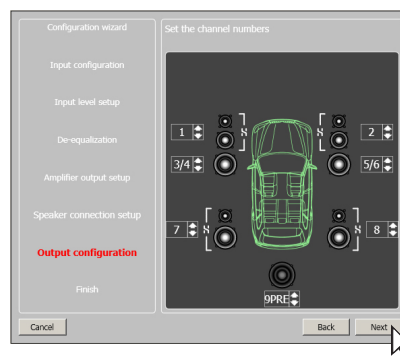 Configuration wizard
Input configuration
Input level setup
De-equalization
Amplifier output setup
Speaker connection setup
Output configuration
Finish
Set the channel numbers
1
2
3/4
5/6
7
8
9PRE
Cancel
Back
Next